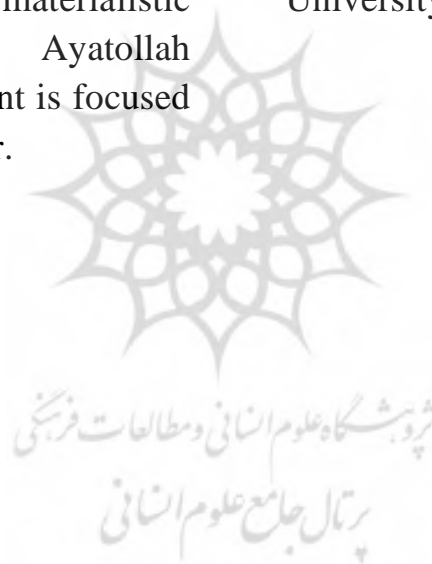 materialistic University
Ayatollah
nt is focused
r.
پژوهشگاه علوم انسانی و مطالعات فرهنگی
پرتال جامع علوم انسانی